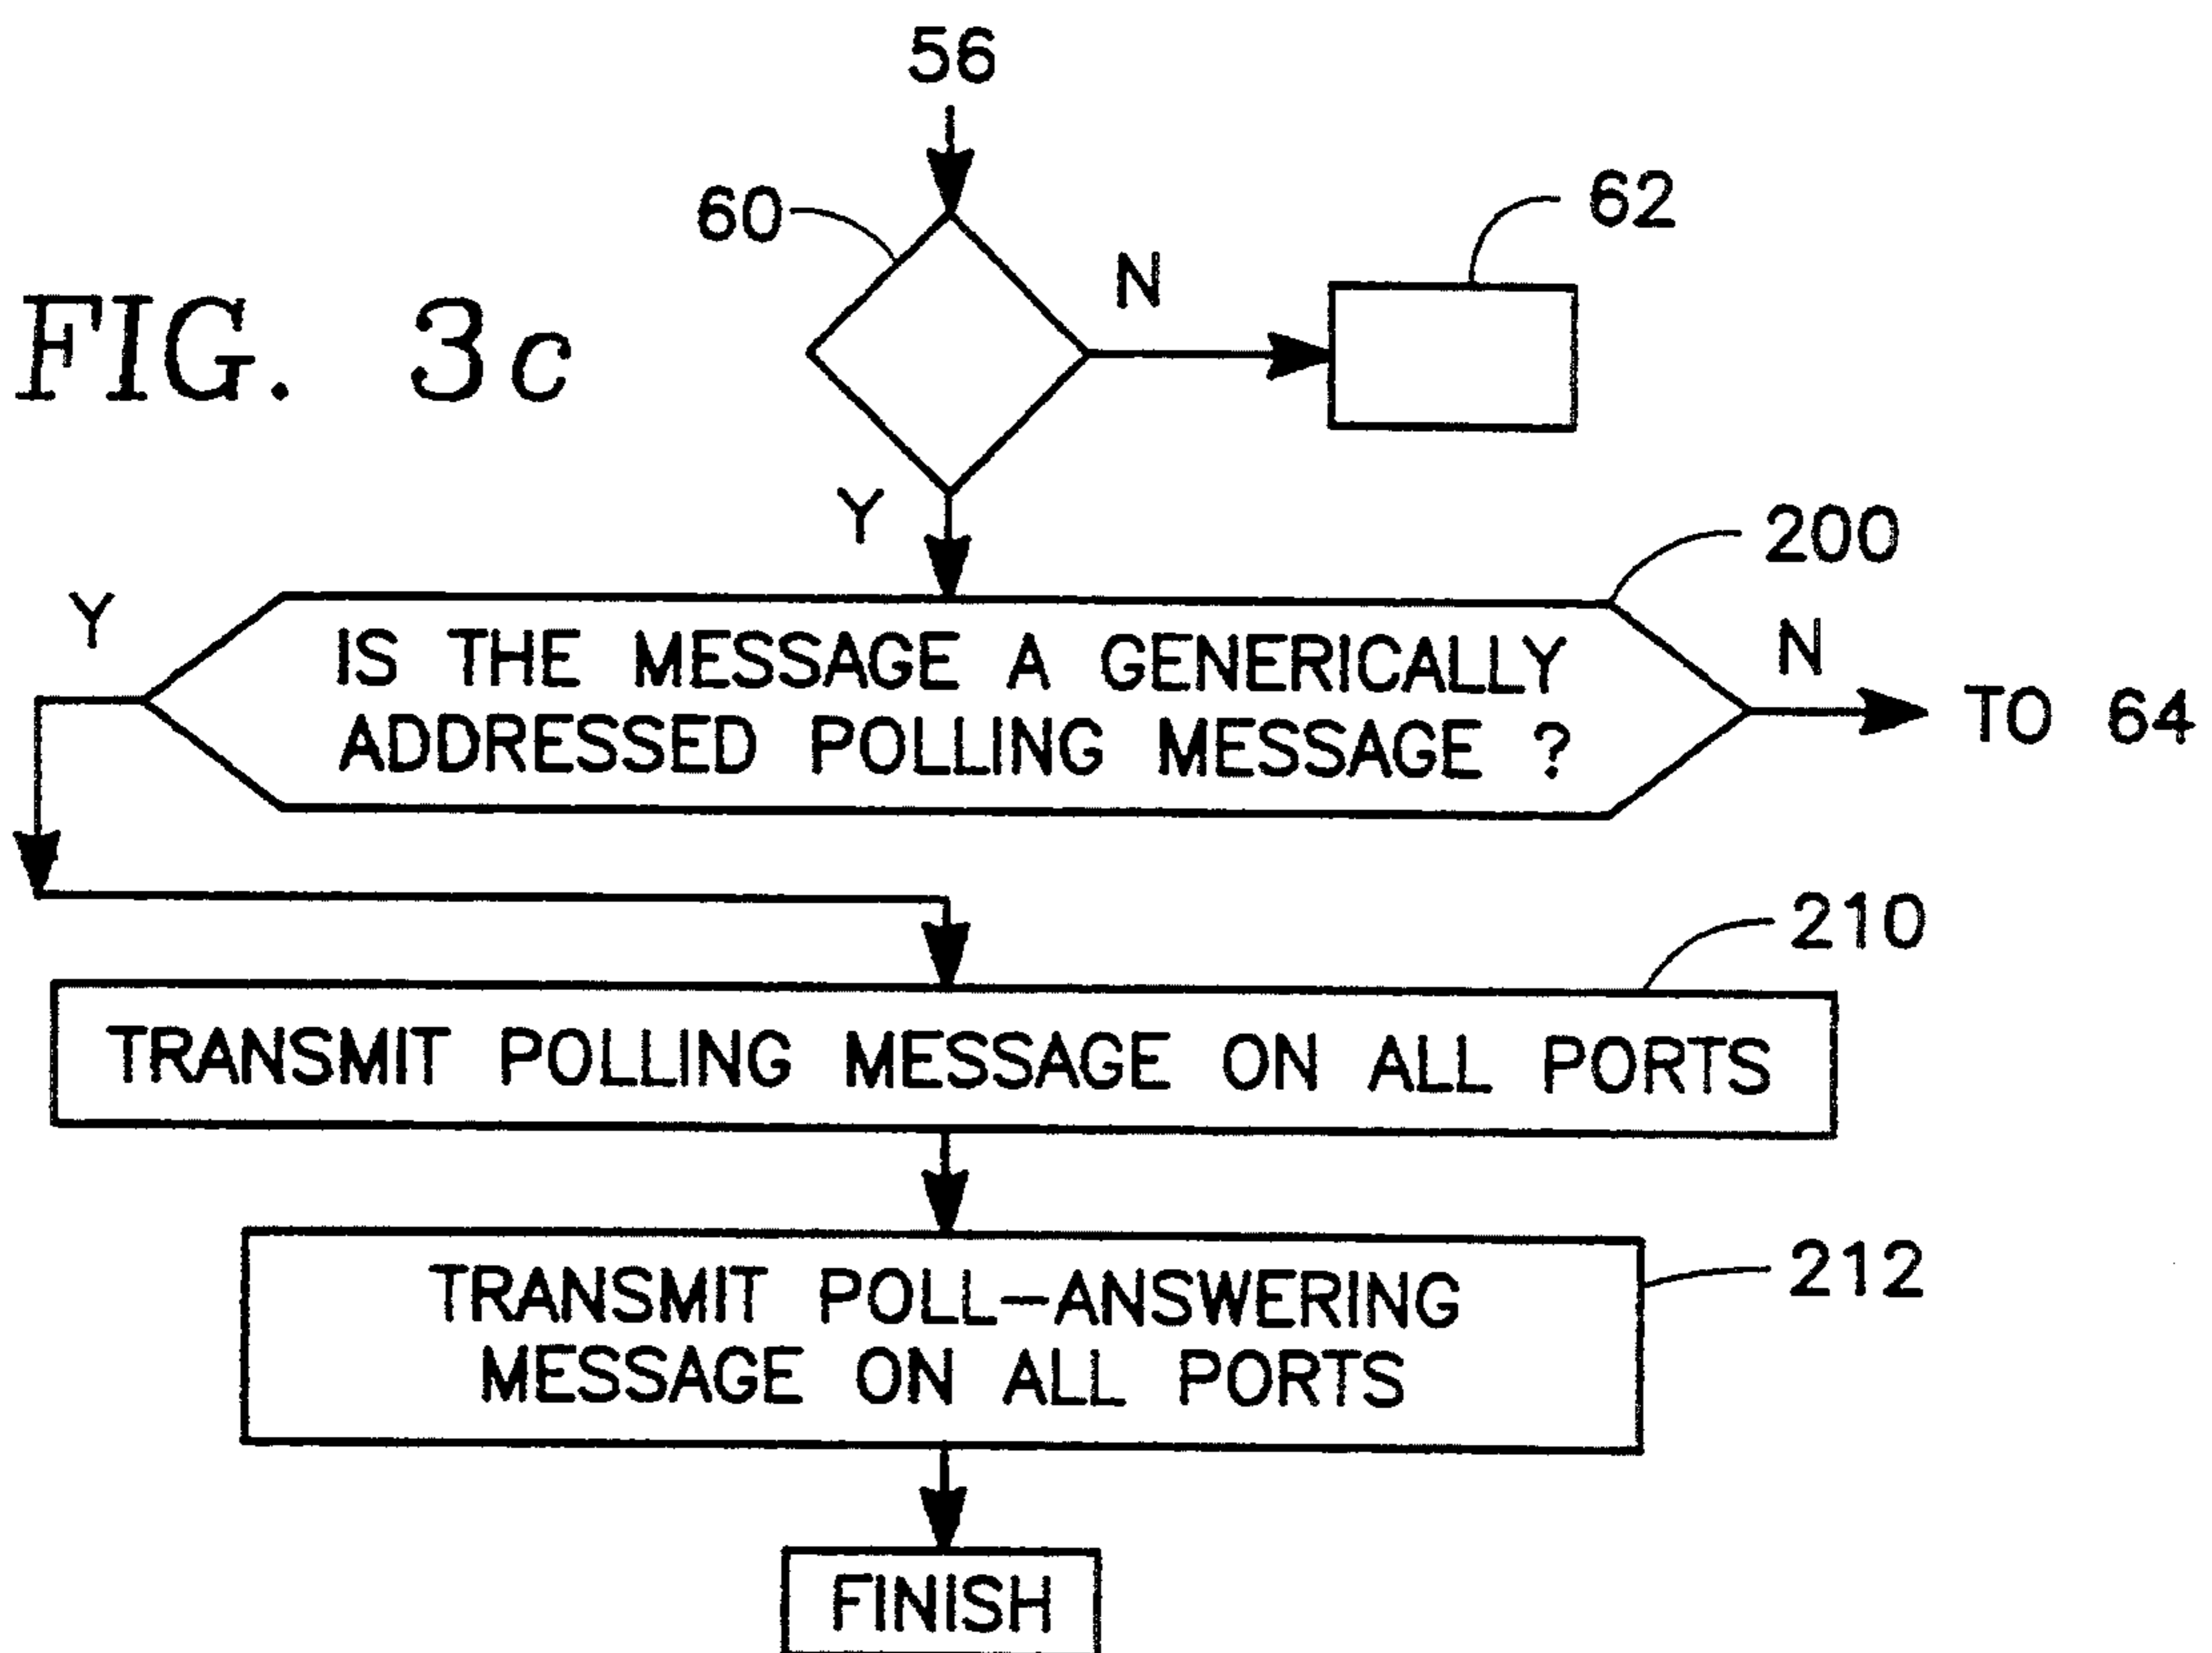 56
60
62
N
FIG. 3c
Y
200
Y
N
IS THE MESSAGE A GENERICALLY
ADDRESSED POLLING MESSAGE ?
TO 64
210
TRANSMIT POLLING MESSAGE ON ALL PORTS
212
TRANSMIT POLL-ANSWERING
MESSAGE ON ALL PORTS
FINISH